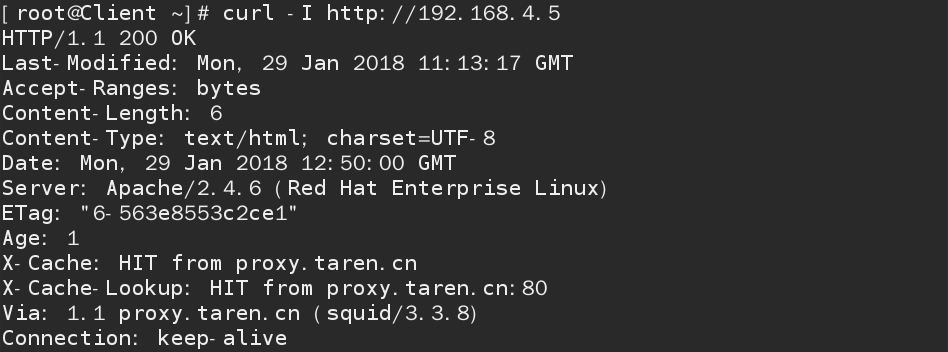 [root@Client ~]# curl -I http://192.168.4.5
HTTP/1.1 200 OK
Last-Modified: Mon, 29 Jan 2018 11:13:17 GMT
Accept-Ranges: bytes
Content-Length: 6
Content-Type: text/html; charset=UTF-8
Date: Mon, 29 Jan 2018 12:50:00 GMT
Server: Apache/2.4.6 (Red Hat Enterprise Linux)
ETag: "6-563e8553c2ce1"
Age: 1
X-Cache: HIT from proxy.taren.cn
X-Cache-Lookup: HIT from proxy.taren.cn:80
Via: 1.1 proxy.taren.cn (squid/3.3.8)
Connection: keep-alive